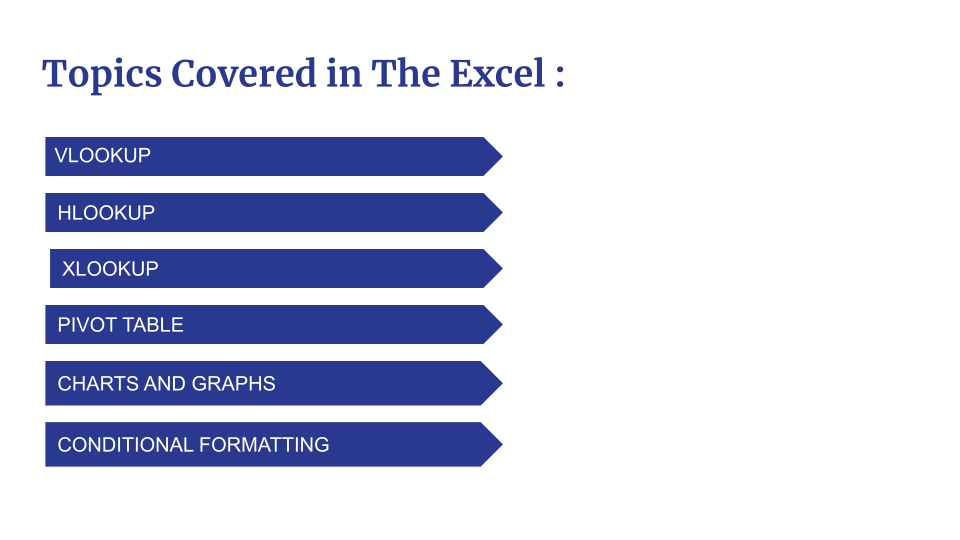 Topics Covered in The Excel :
VLOOKUP
HLOOKUP
XLOOKUP
PIVOT TABLE
CHARTS AND GRAPHS
CONDITIONAL FORMATTING